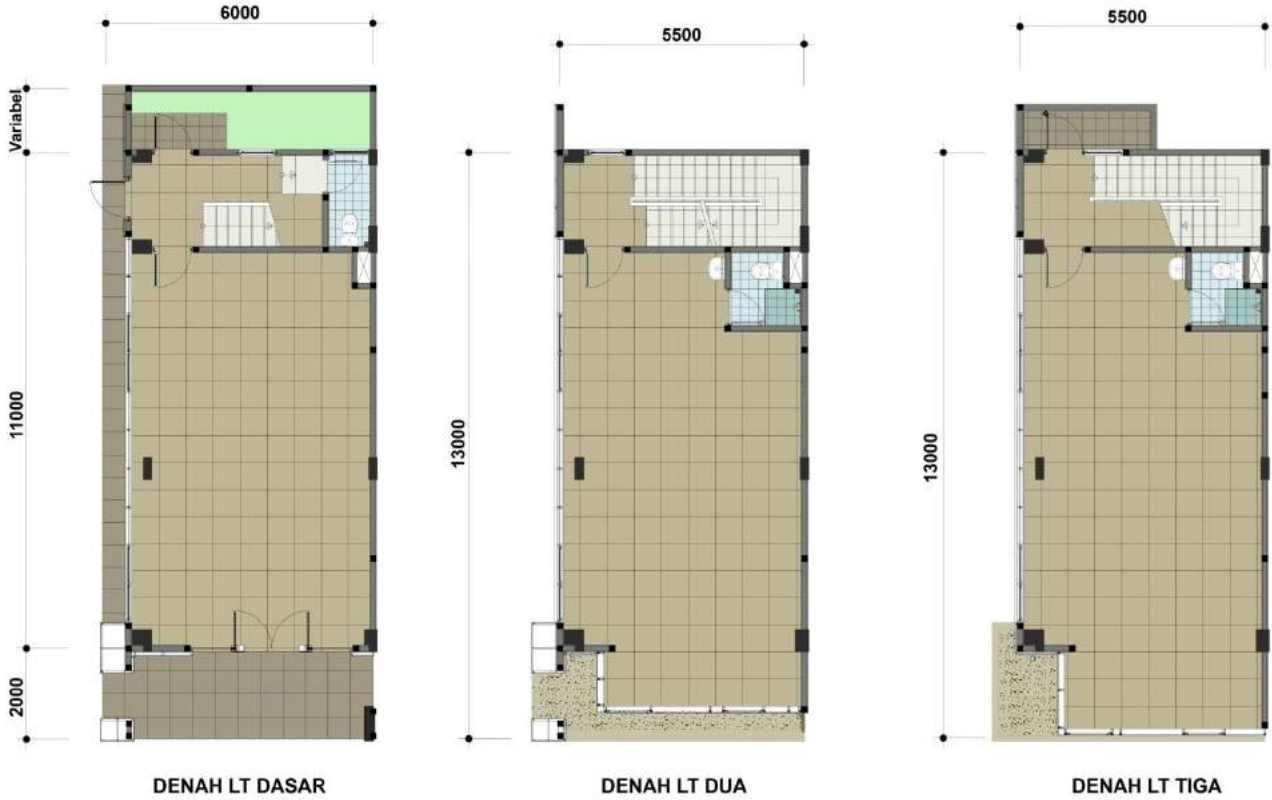 6000
5500
5500
Variabel
11000
2000
13000
13000
DENAH LT DASAR
DENAH LT DUA
DENAH LT TIGA